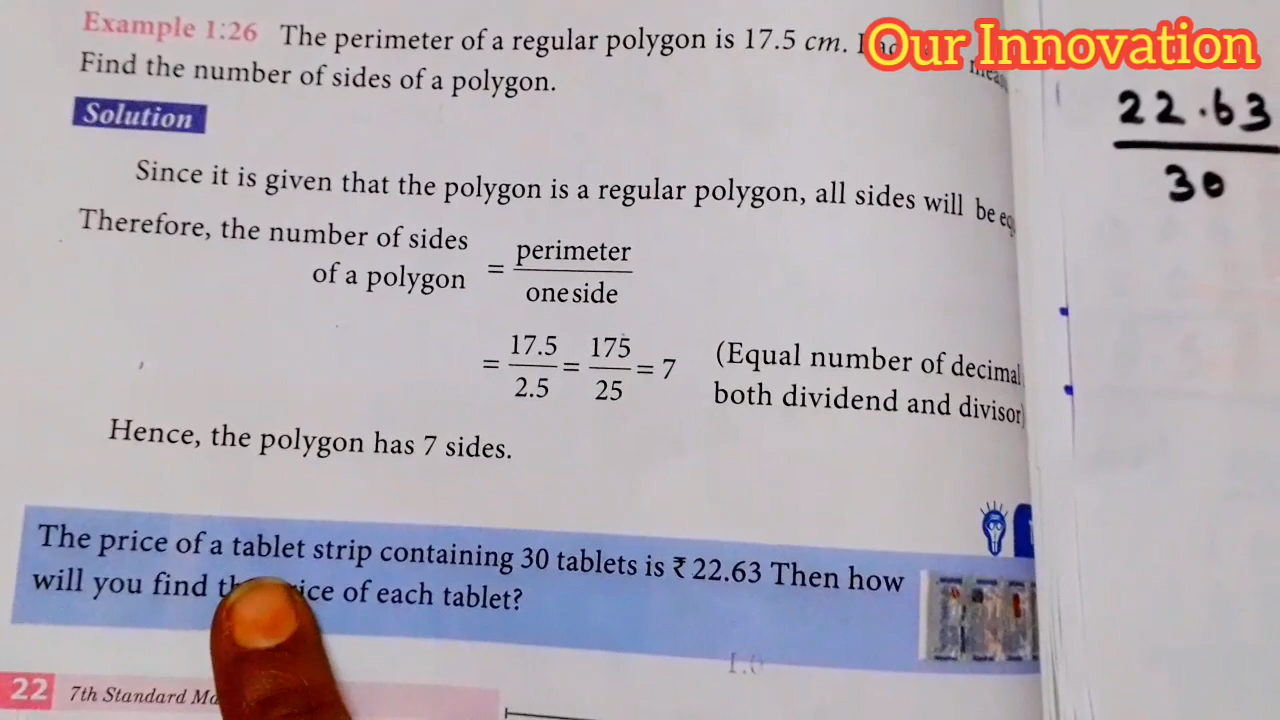 Our Innovation
Example 1:26 The perimeter of a regular polygon is 17.5 cm.
Find the number of sides of a polygon.
Solution
Since it is given that the polygon is a regular polygon, all sides will be
Therefore, the number of sides
of a polygon = perimeter / one side
= 17.5 / 2.5 = 175 / 25 = 7 (Equal number of decimal
both dividend and divisor)
Hence, the polygon has 7 sides.
The price of a tablet strip containing 30 tablets is ₹ 22.63 Then how
will you find of each tablet?
22 7th Standard
22.63
30